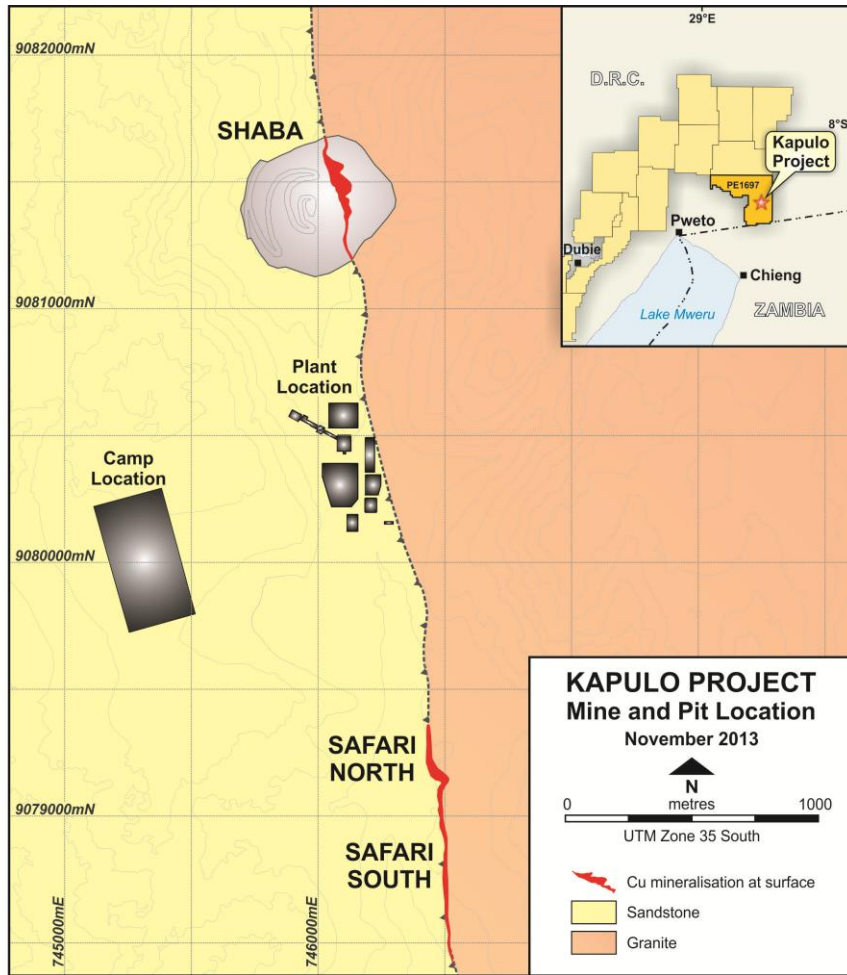 9082000mN
SHABA
9081000mN
Plant
Location
Camp
Location
9080000mN
SAFARI
NORTH
9079000mN
SAFARI
SOUTH
745000mE
746000mE
29°E
D.R.C.
8°S
Kapulo
Project
PE1697
Pweto
Dubie
Chieng
Lake Mweru
ZAMBIA
KAPULO PROJECT
Mine and Pit Location
November 2013
N
0 metres 1000
UTM Zone 35 South
Cu mineralisation at surface
Sandstone
Granite